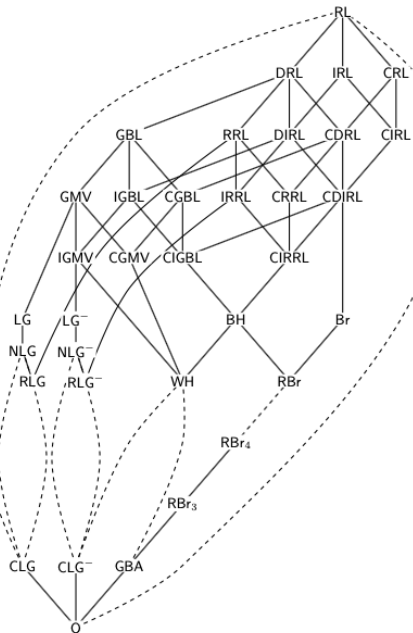 RL
DRL IRL CRL
GBL RRL DIRL CDRL CIRL
GMV IGBL CGBL IRRL CRRL CDIRL
IGMV CGMV CIGBL CIRRL
LG LG⁻ BH Br
NLG NLG⁻
RLG RLG⁻ WH RBr
RBr₄
RBr₃
CLG CLG⁻ GBA
O